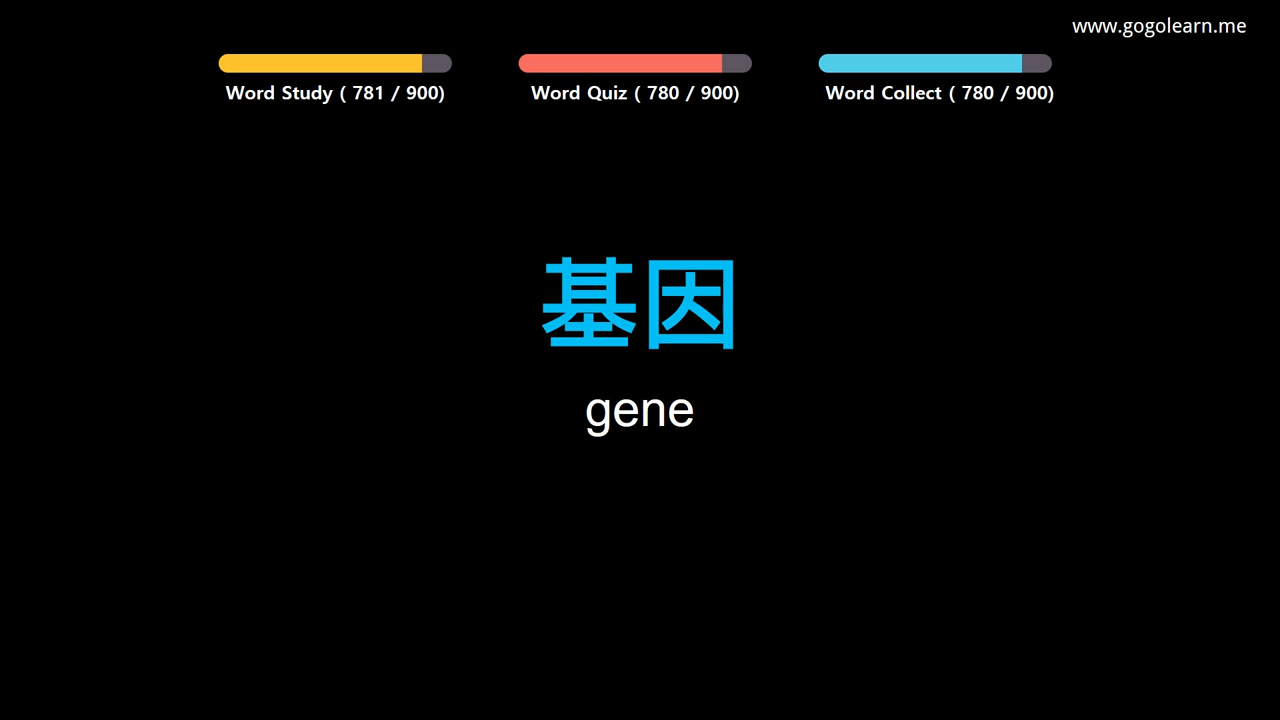 www.gogolearn.me
Word Study ( 781 / 900)
Word Quiz ( 780 / 900)
Word Collect ( 780 / 900)
基因
gene